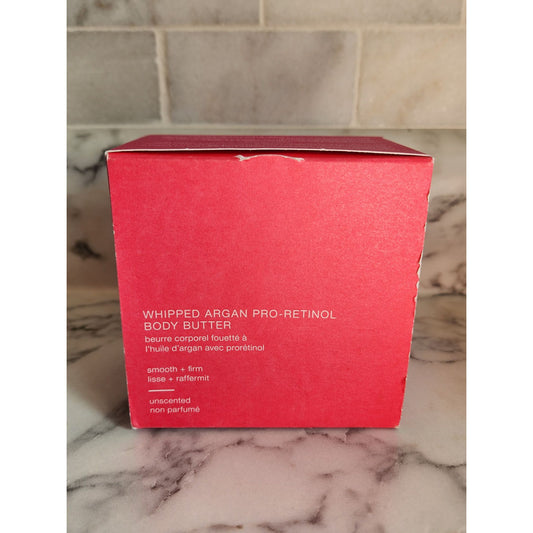 WHIPPED ARGAN PRO-RETINOL
BODY BUTTER
beurre corporel fouetté à
l'huile d'argan avec prorétinol
smooth + firm
lisse + raffermit
unscented
non parfumé